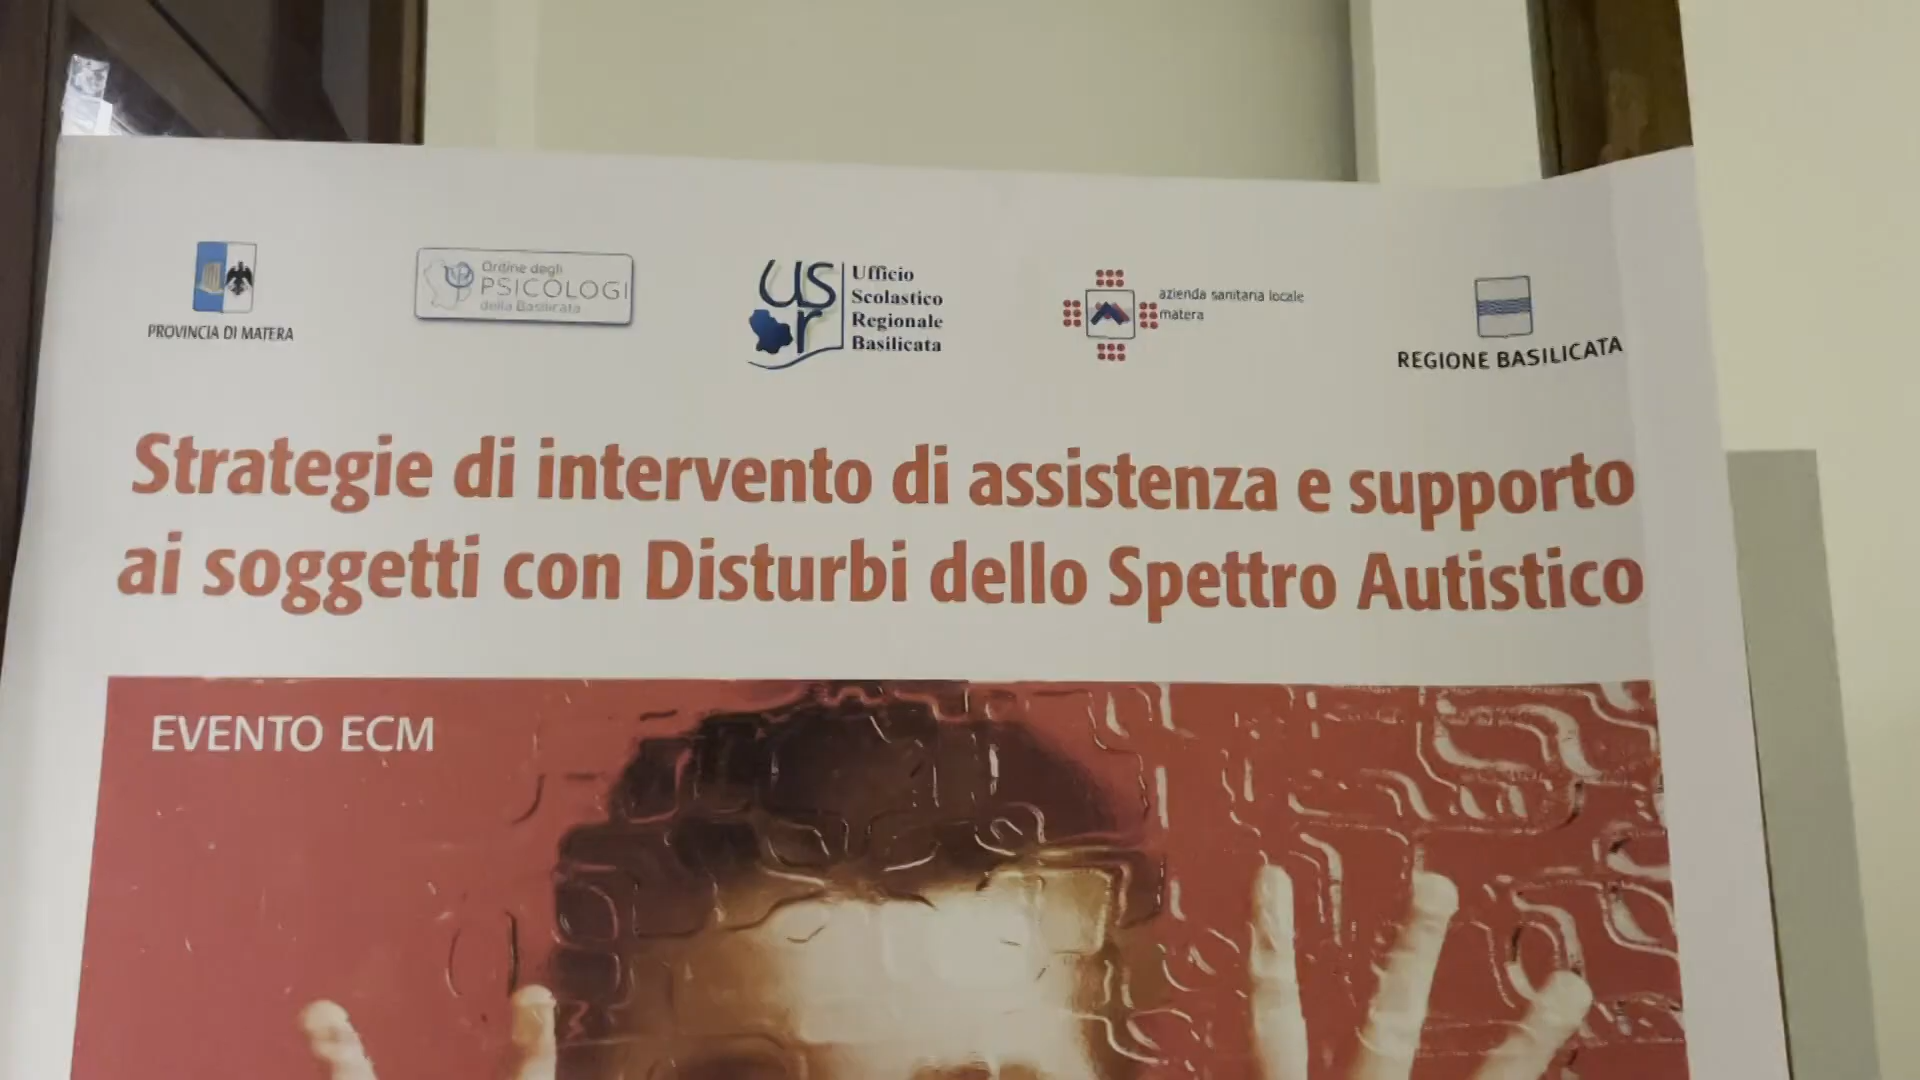 PROVINCIA DI MATERA
Ordine degli
PSICOLOGI
della Basilicata
usr
Ufficio
Scolastico
Regionale
Basilicata
azienda sanitaria locale
matera
REGIONE BASILICATA
Strategie di intervento di assistenza e supporto
ai soggetti con Disturbi dello Spettro Autistico
EVENTO ECM